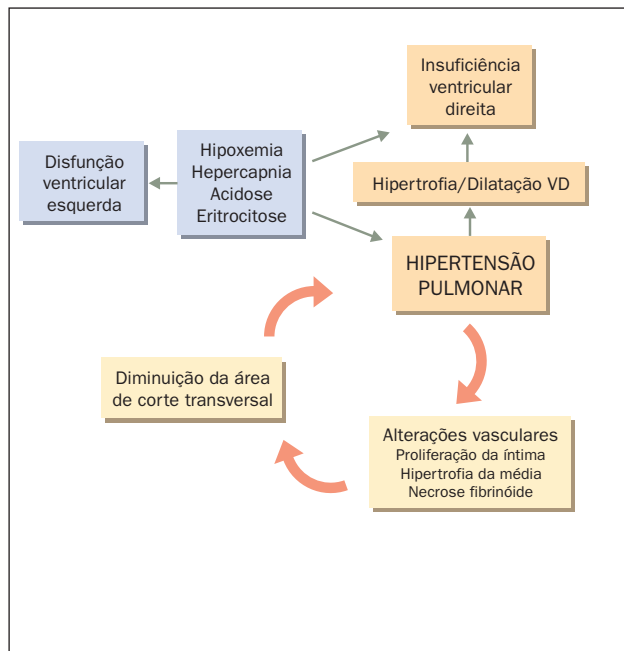 Insuficiência
ventricular
direita
Disfunção
ventricular
esquerda
Hipoxemia
Hepercapnia
Acidose
Eritrocitose
Hipertrofia/Dilatação VD
HIPERTENSÃO
PULMONAR
Diminuição da área
de corte transversal
Alterações vasculares
Proliferação da íntima
Hipertrofia da média
Necrose fibrinóide